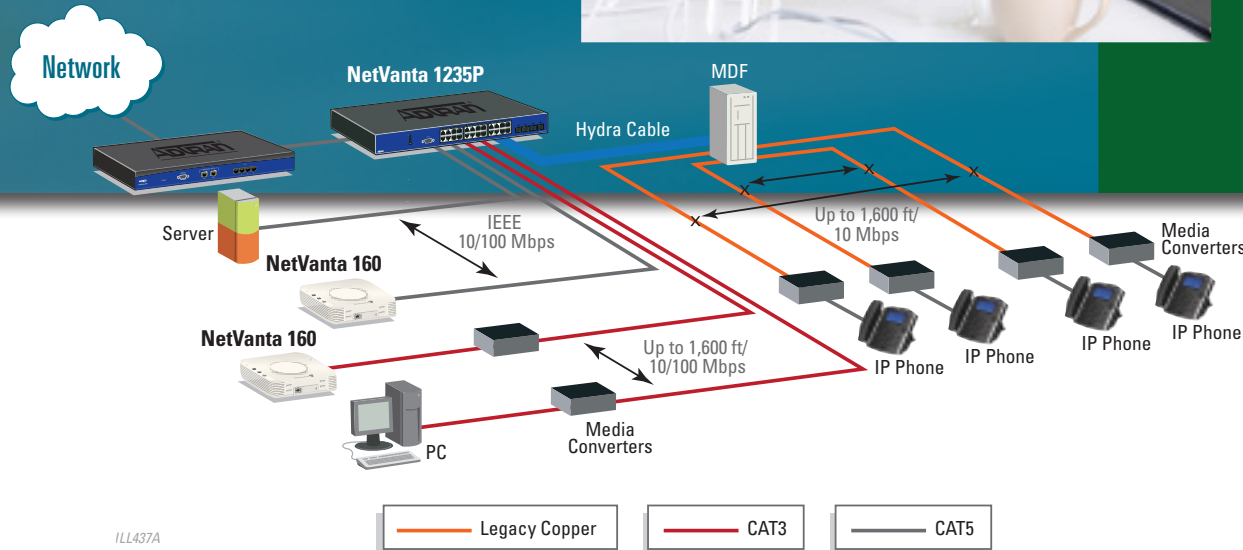 Network
NetVanta 1235P
ADTRAN
ADTRAN
MDF
Hydra Cable
Server
IEEE
10/100 Mbps
Up to 1,600 ft/
10 Mbps
Media
Converters
NetVanta 160
NetVanta 160
IP Phone
IP Phone
IP Phone
IP Phone
Up to 1,600 ft/
10/100 Mbps
PC
Media
Converters
Legacy Copper
CAT3
CAT5
ILL437A